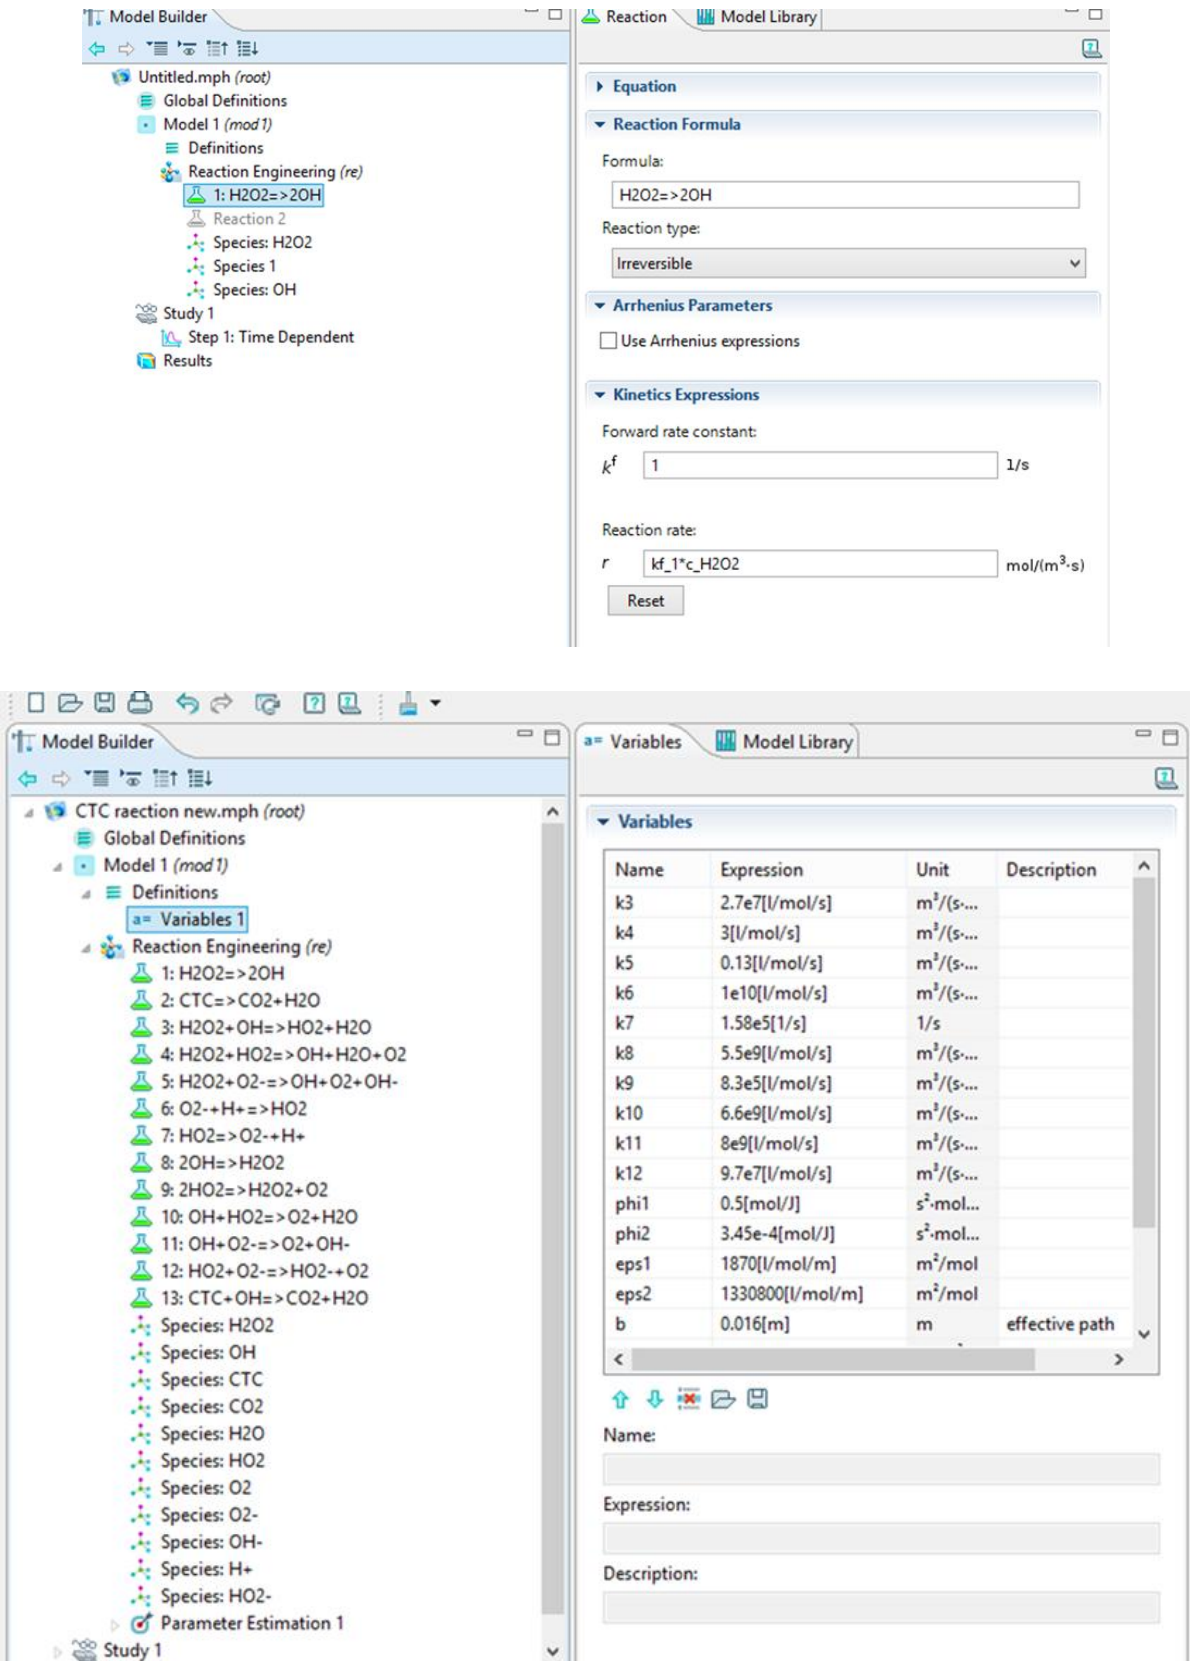 Model Builder
Untitled.mph (root)
Global Definitions
Model 1 (mod1)
Definitions
Reaction Engineering (re)
1: H2O2=>2OH
Reaction 2
Species: H2O2
Species 1
Species: OH
Study 1
Step 1: Time Dependent
Results
Reaction Model Library
Equation
Reaction Formula
Formula:
H2O2=>2OH
Reaction type:
Irreversible
Arrhenius Parameters
Use Arrhenius expressions
Kinetics Expressions
Forward rate constant:
k^f 1 1/s
Reaction rate:
r kf_1*c_H2O2 mol/(m³·s)
Reset
Model Builder
CTC raection new.mph (root)
Global Definitions
Model 1 (mod1)
Definitions
a= Variables 1
Reaction Engineering (re)
1: H2O2=>2OH
2: CTC=>CO2+H2O
3: H2O2+OH=>HO2+H2O
4: H2O2+HO2=>OH+H2O+O2
5: H2O2+O2-=>OH+O2+OH-
6: O2-+H+=>HO2
7: HO2=>O2-+H+
8: 2OH=>H2O2
9: 2HO2=>H2O2+O2
10: OH+HO2=>O2+H2O
11: OH+O2-=>O2+OH-
12: HO2+O2-=>HO2-+O2
13: CTC+OH=>CO2+H2O
Species: H2O2
Species: OH
Species: CTC
Species: CO2
Species: H2O
Species: HO2
Species: O2
Species: O2-
Species: OH-
Species: H+
Species: HO2-
Parameter Estimation 1
Study 1
a= Variables Model Library
Variables
Name Expression Unit Description
k3 2.7e7[l/mol/s] m³/(s·...
k4 3[l/mol/s] m³/(s·...
k5 0.13[l/mol/s] m³/(s·...
k6 1e10[l/mol/s] m³/(s·...
k7 1.58e5[1/s] 1/s
k8 5.5e9[l/mol/s] m³/(s·...
k9 8.3e5[l/mol/s] m³/(s·...
k10 6.6e9[l/mol/s] m³/(s·...
k11 8e9[l/mol/s] m³/(s·...
k12 9.7e7[l/mol/s] m³/(s·...
phi1 0.5[mol/J] s²·mol...
phi2 3.45e-4[mol/J] s²·mol...
eps1 1870[l/mol/m] m²/mol
eps2 1330800[l/mol/m] m²/mol
b 0.016[m] m effective path
Name:
Expression:
Description: